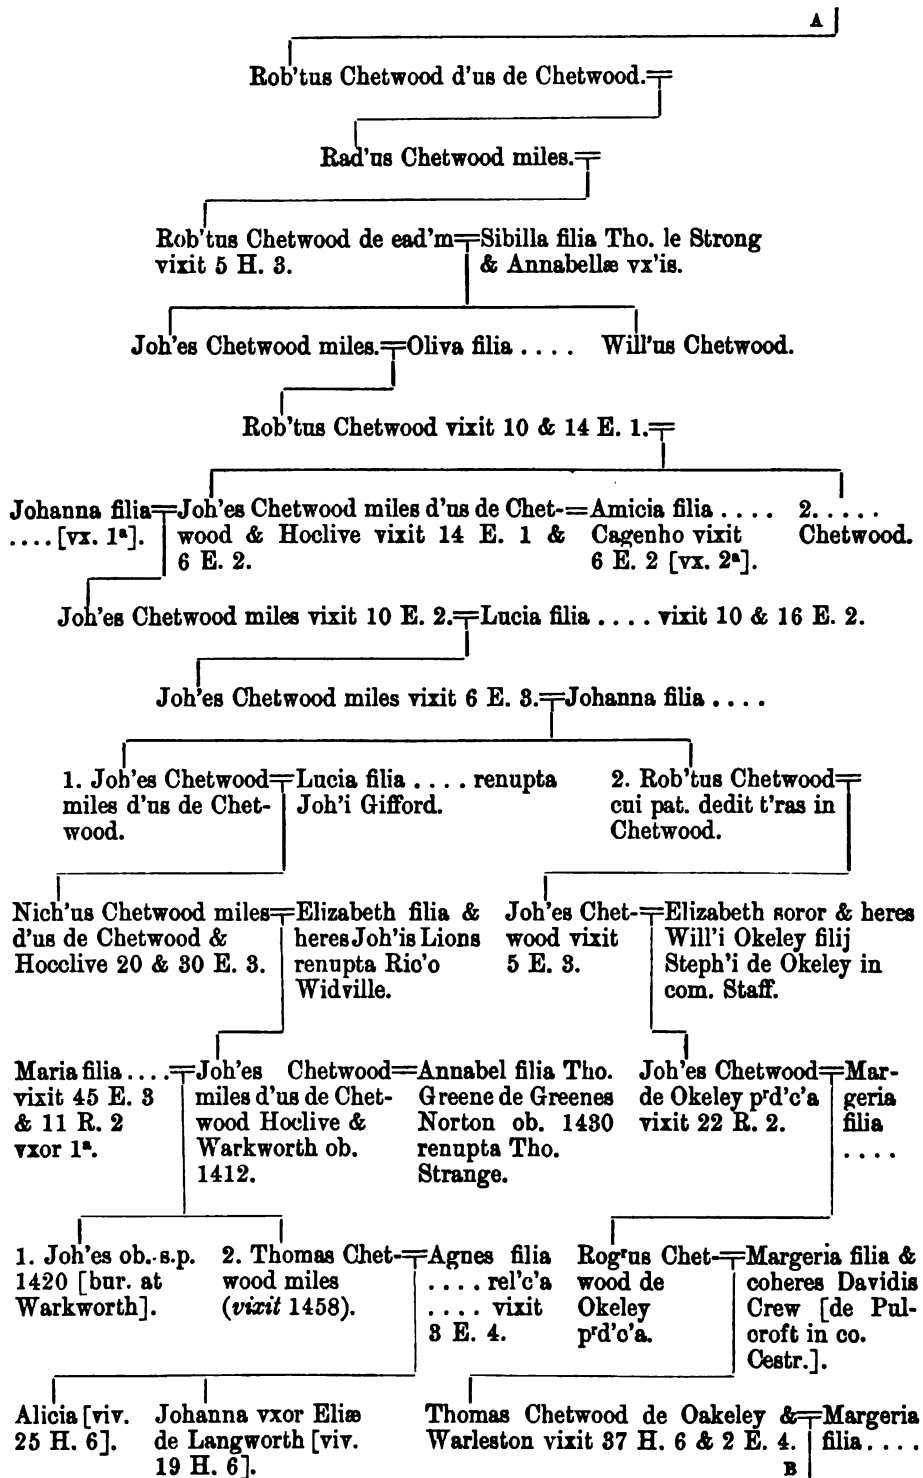 A
Rob'tus Chetwood d'us de Chetwood.
Rad'us Chetwood miles.
Rob'tus Chetwood de ead'm
vixit 5 H. 3.
Sibilla filia Tho. le Strong
& Annabellæ vx'is.
Joh'es Chetwood miles.
Oliva filia . . . .
Will'us Chetwood.
Rob'tus Chetwood vixit 10 & 14 E. 1.
Johanna filia
. . . . [vx. 1ª].
Joh'es Chetwood miles d'us de Chet-
wood & Hoclive vixit 14 E. 1 &
6 E. 2.
Amicia filia . . . .
Cagenho vixit
6 E. 2 [vx. 2ª].
2. . . . .
Chetwood.
Joh'es Chetwood miles vixit 10 E. 2.
Lucia filia . . . . vixit 10 & 16 E. 2.
Joh'es Chetwood miles vixit 6 E. 3.
Johanna filia . . . .
1. Joh'es Chetwood
miles d'us de Chet-
wood.
Lucia filia . . . . renupta
Joh'i Gifford.
2. Rob'tus Chetwood
cui pat. dedit t'ras in
Chetwood.
Nich'us Chetwood miles
d'us de Chetwood &
Hocclive 20 & 30 E. 3.
Elizabeth filia &
heres Joh'is Lions
renupta Ric'o
Widville.
Joh'es Chet-
wood vixit
5 E. 3.
Elizabeth soror & heres
Will'i Okeley filij
Steph'i de Okeley in
com. Staff.
Maria filia . . . .
vixit 45 E. 3
& 11 R. 2
vxor 1ª.
Joh'es Chetwood
miles d'us de Chet-
wood Hoclive &
Warkworth ob.
1412.
Annabel filia Tho.
Greene de Greenes
Norton ob. 1430
renupta Tho.
Strange.
Joh'es Chetwood
de Okeley pʳd'c'a
vixit 22 R. 2.
Mar-
geria
filia
. . . .
1. Joh'es ob. s.p.
1420 [bur. at
Warkworth].
2. Thomas Chet-
wood miles
(vixit 1458).
Agnes filia
. . . . rel'c'a
. . . . vixit
3 E. 4.
Rogʳus Chet-
wood de
Okeley
pʳd'c'a.
Margeria filia &
coheres Davidis
Crew [de Pul-
croft in co.
Cestr.].
Alicia [viv.
25 H. 6].
Johanna vxor Eliæ
de Langworth [viv.
19 H. 6].
Thomas Chetwood de Oakeley &
Warleston vixit 37 H. 6 & 2 E. 4.
Margeria
filia . . . .
B